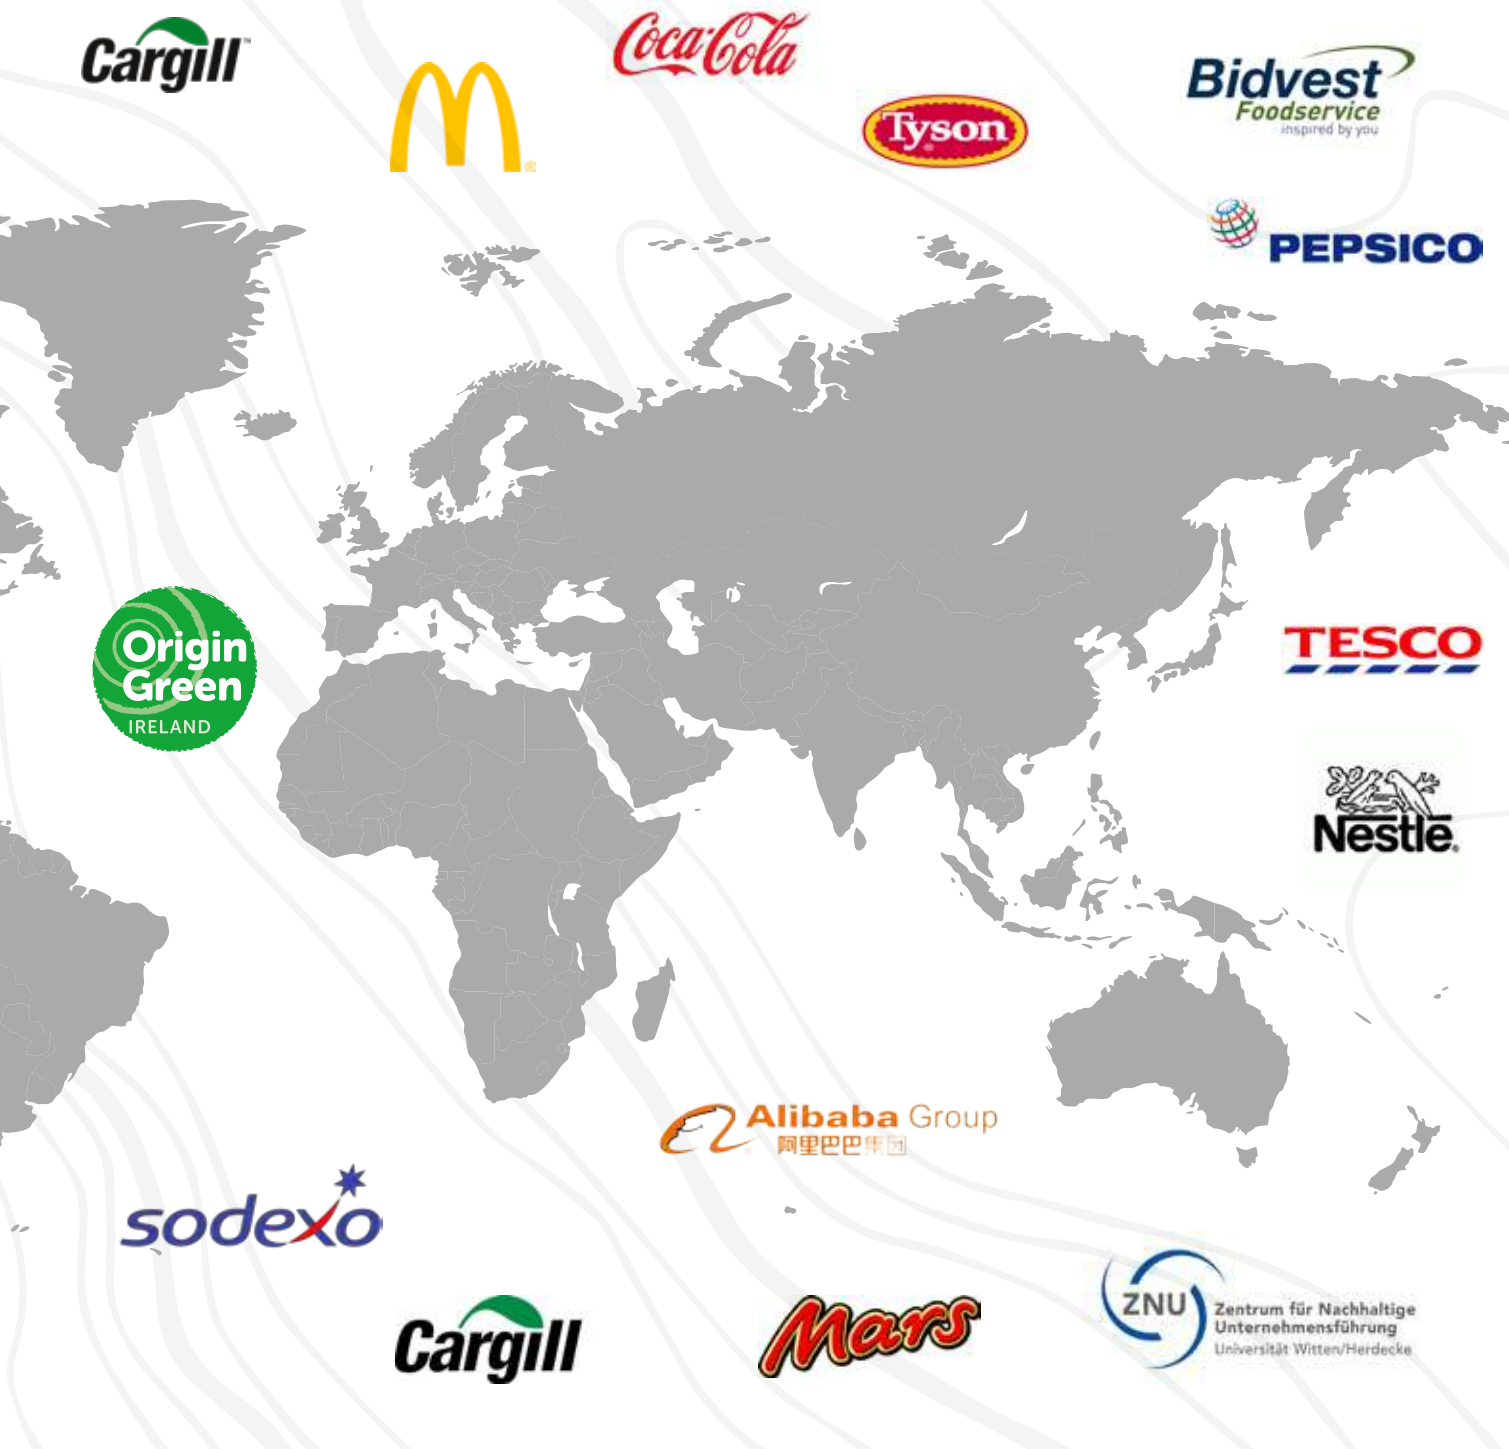 Cargill™
M®
Coca-Cola
Tyson®
Bidvest
Foodservice
inspired by you
PEPSICO
Origin
Green
IRELAND
TESCO
Nestlé®
Alibaba Group
阿里巴巴集团
sodexo
Cargill
Mars
ZNU
Zentrum für Nachhaltige
Unternehmensführung
Universität Witten/Herdecke